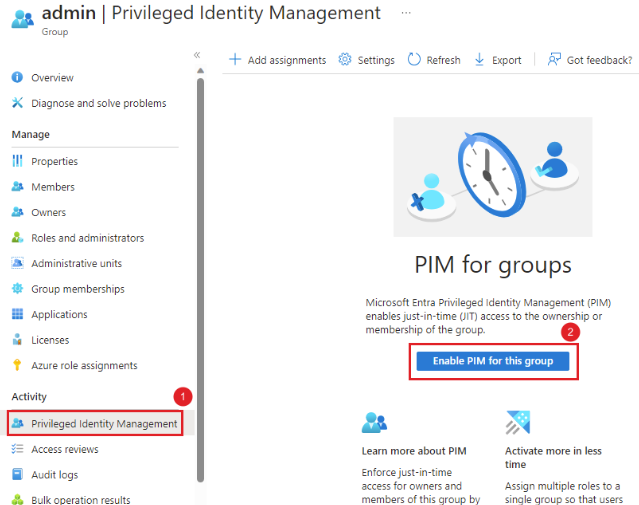 admin | Privileged Identity Management ...
Group
«
Add assignments Settings Refresh Export Got feedback?
Overview
Diagnose and solve problems
Manage
Properties
Members
Owners
Roles and administrators
Administrative units
Group memberships
Applications
Licenses
Azure role assignments
Activity
1
Privileged Identity Management
Access reviews
Audit logs
Bulk operation results
PIM for groups
Microsoft Entra Privileged Identity Management (PIM)
enables just-in-time (JIT) access to the ownership or
membership of the group.
2
Enable PIM for this group
Learn more about PIM
Enforce just-in-time
access for owners and
members of this group by
Activate more in less
time
Assign multiple roles to a
single group so that users